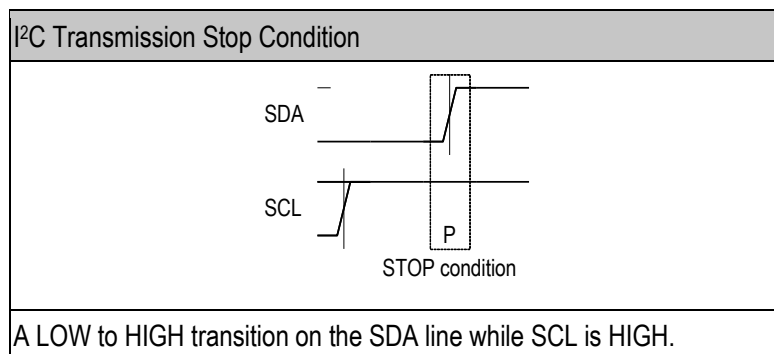 I²C Transmission Stop Condition
SDA
SCL
P
STOP condition
A LOW to HIGH transition on the SDA line while SCL is HIGH.